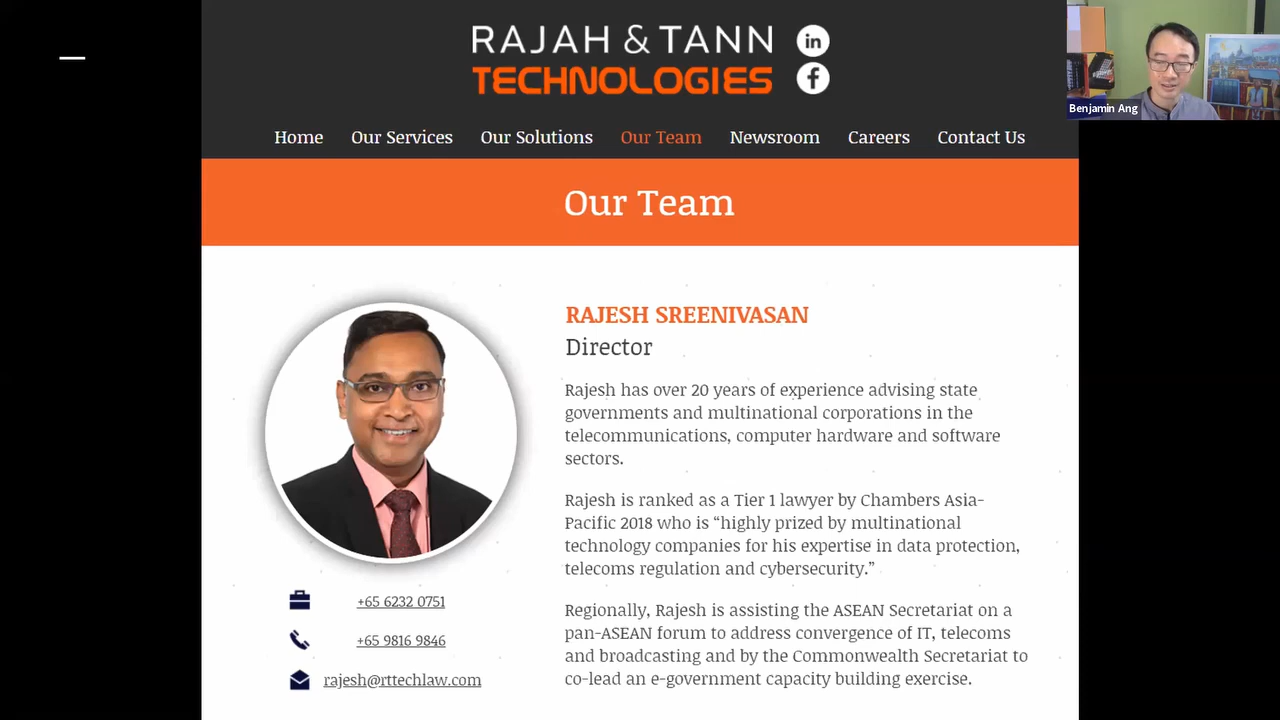 RAJAH & TANN
TECHNOLOGIES
in
f
Benjamin Ang
Home Our Services Our Solutions Our Team Newsroom Careers Contact Us
Our Team
RAJESH SREENIVASAN
Director
Rajesh has over 20 years of experience advising state
governments and multinational corporations in the
telecommunications, computer hardware and software
sectors.
Rajesh is ranked as a Tier 1 lawyer by Chambers Asia-
Pacific 2018 who is “highly prized by multinational
technology companies for his expertise in data protection,
telecoms regulation and cybersecurity.”
Regionally, Rajesh is assisting the ASEAN Secretariat on a
pan-ASEAN forum to address convergence of IT, telecoms
and broadcasting and by the Commonwealth Secretariat to
co-lead an e-government capacity building exercise.
+65 6232 0751
+65 9816 9846
rajesh@rttechlaw.com